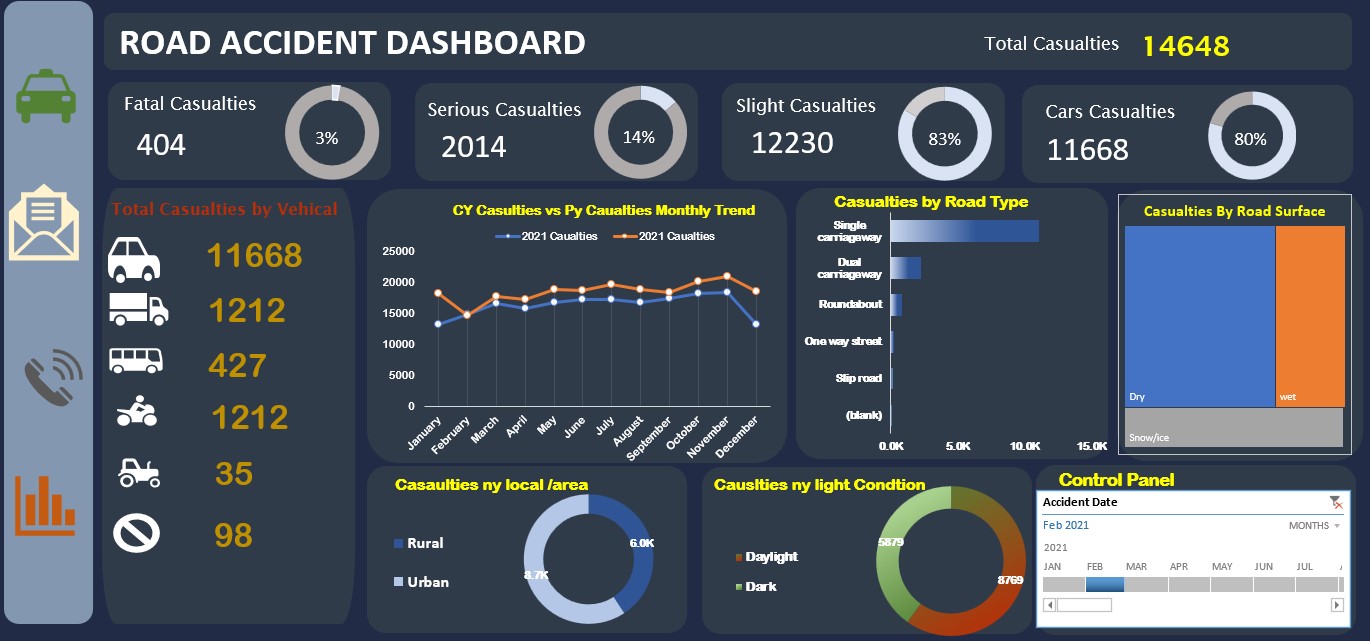 ROAD ACCIDENT DASHBOARD
Total Casualties 14648
Fatal Casualties
404
3%
Serious Casualties
2014
14%
Slight Casualties
12230
83%
Cars Casualties
11668
80%
Total Casualties by Vehical
11668
1212
427
1212
35
98
CY Casulties vs Py Caualties Monthly Trend
2021 Caualties
2021 Caualties
25000
20000
15000
10000
5000
0
January
February
March
April
May
June
July
August
September
October
November
December
Casualties by Road Type
Single
carriageway
Dual
carriageway
Roundabout
One way street
Slip road
(blank)
0.0K 5.0K 10.0K 15.0K
Casualties By Road Surface
Dry
wet
Snow/ice
Casaulties ny local /area
Rural
Urban
6.0K
8.7K
Causlties ny light Condtion
Daylight
Dark
5879
8769
Control Panel
Accident Date
Feb 2021
MONTHS
2021
JAN FEB MAR APR MAY JUN JUL